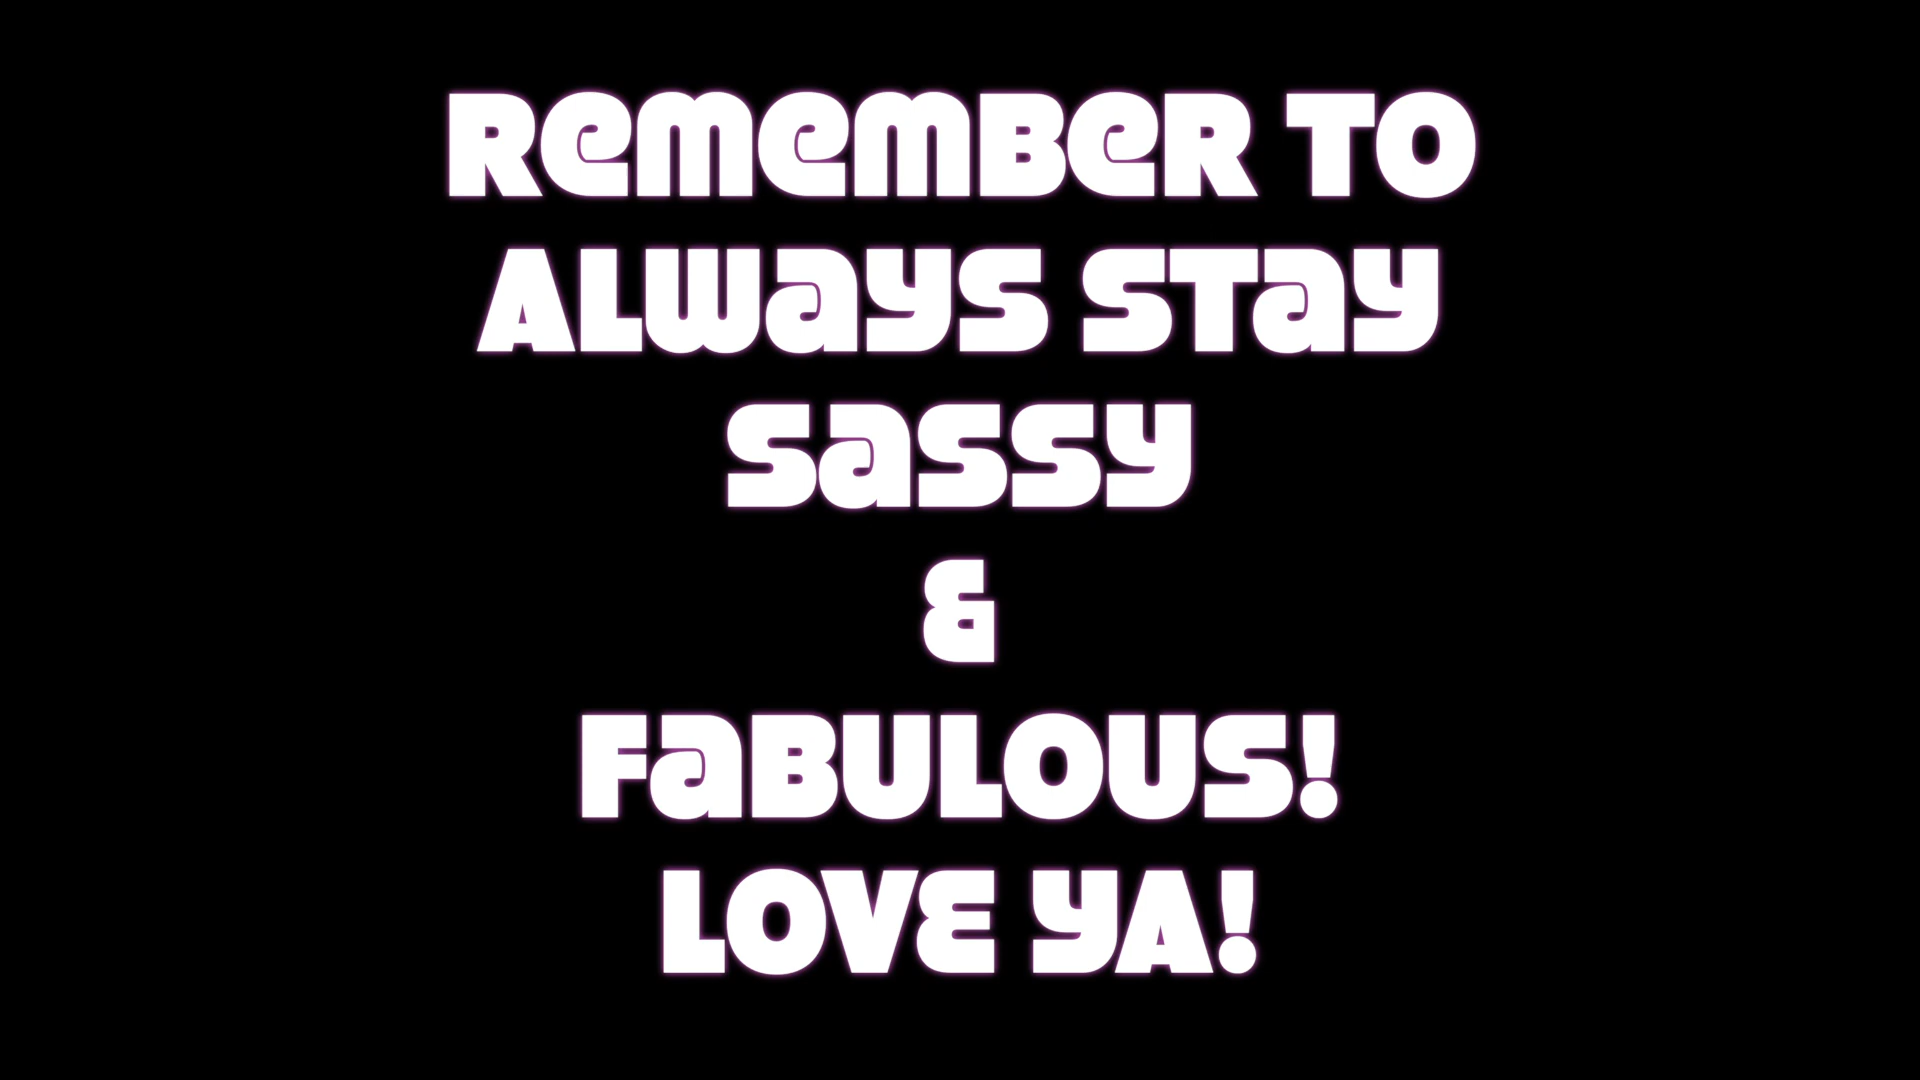 REMEMBER TO
ALWAYS STAY
SASSY
&
FABULOUS!
LOVE YA!